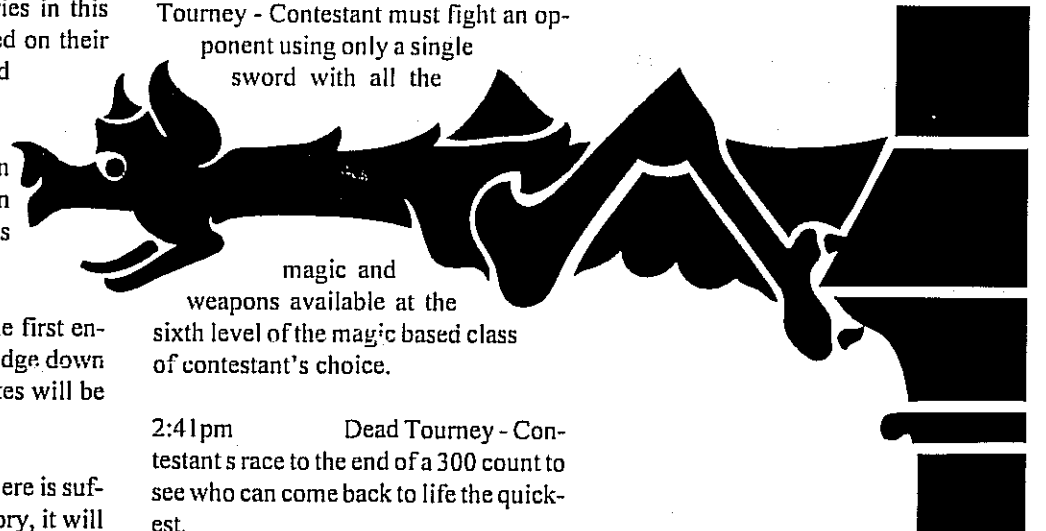 ies in this
ed on their
d
n
n
s
e first en-
dge down
tes will be
ere is suf-
ory, it will
Tourney - Contestant must fight an op-
ponent using only a single
sword with all the
magic and
weapons available at the
sixth level of the magic based class
of contestant's choice.
2:41pm Dead Tourney - Con-
testants race to the end of a 300 count to
see who can come back to life the quick-
est.